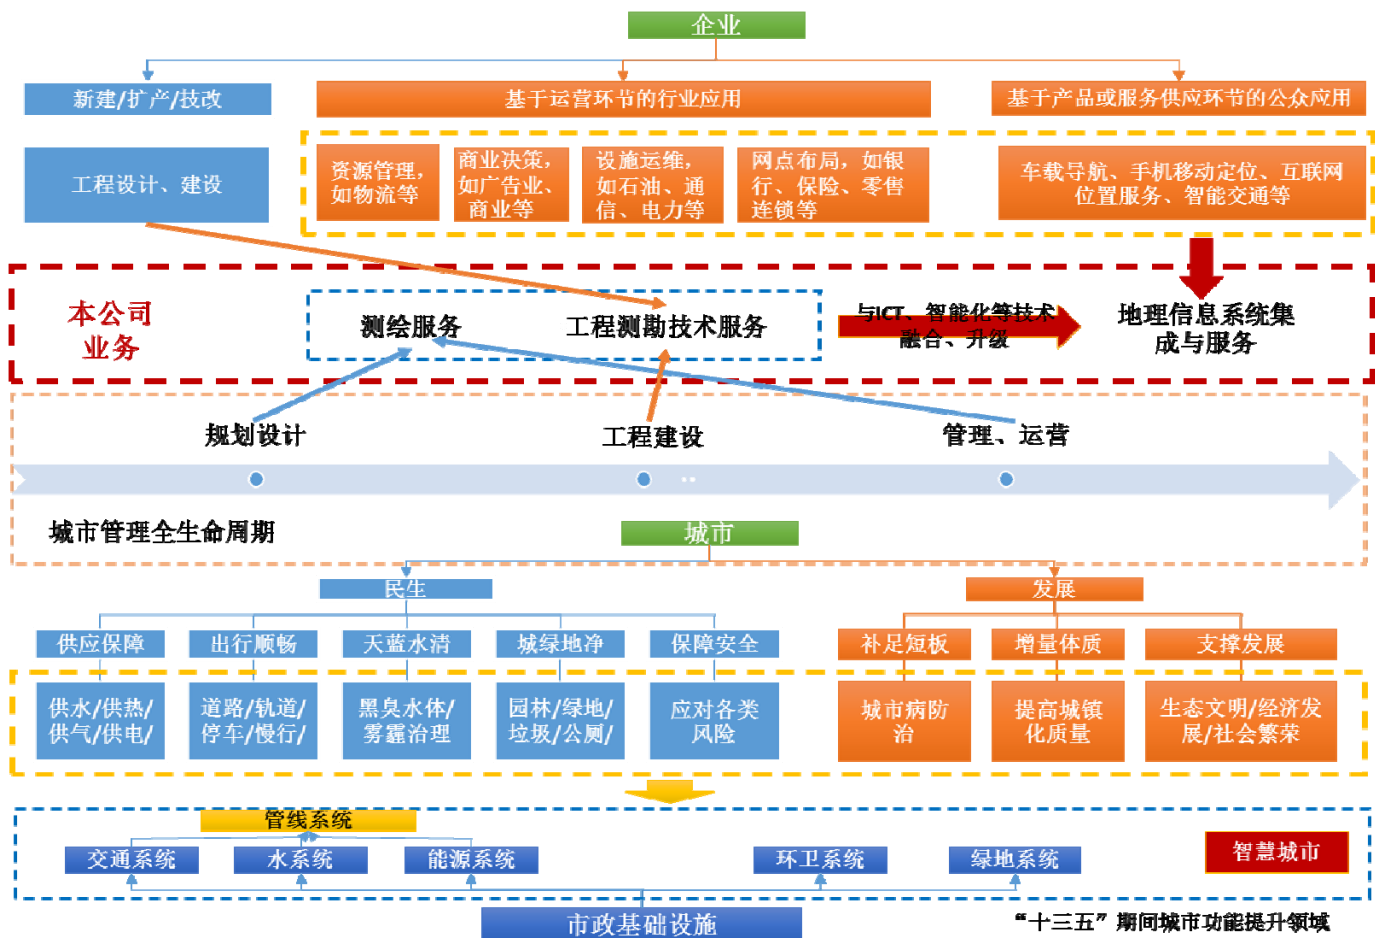 企业
新建/扩产/技改
基于运营环节的行业应用
基于产品或服务供应环节的公众应用
工程设计、建设
资源管理，
如物流等
商业决策，
如广告业、
商业等
设施运维，
如石油、通
信、电力等
网点布局，如银
行、保险、零售
连锁等
车载导航、手机移动定位、互联网
位置服务、智能交通等
本公司
业务
测绘服务
工程测勘技术服务
与ICT、智能化等技术
融合、升级
地理信息系统集
成与服务
规划设计
工程建设
管理、运营
城市管理全生命周期
城市
民生
发展
供应保障
出行顺畅
天蓝水清
城绿地净
保障安全
补足短板
增量体质
支撑发展
供水/供热/
供气/供电/
道路/轨道/
停车/慢行/
黑臭水体/
雾霾治理
园林/绿地/
垃圾/公厕/
应对各类
风险
城市病防
治
提高城镇
化质量
生态文明/经济发
展/社会繁荣
管线系统
交通系统
水系统
能源系统
环卫系统
绿地系统
智慧城市
市政基础设施
“十三五”期间城市功能提升领域